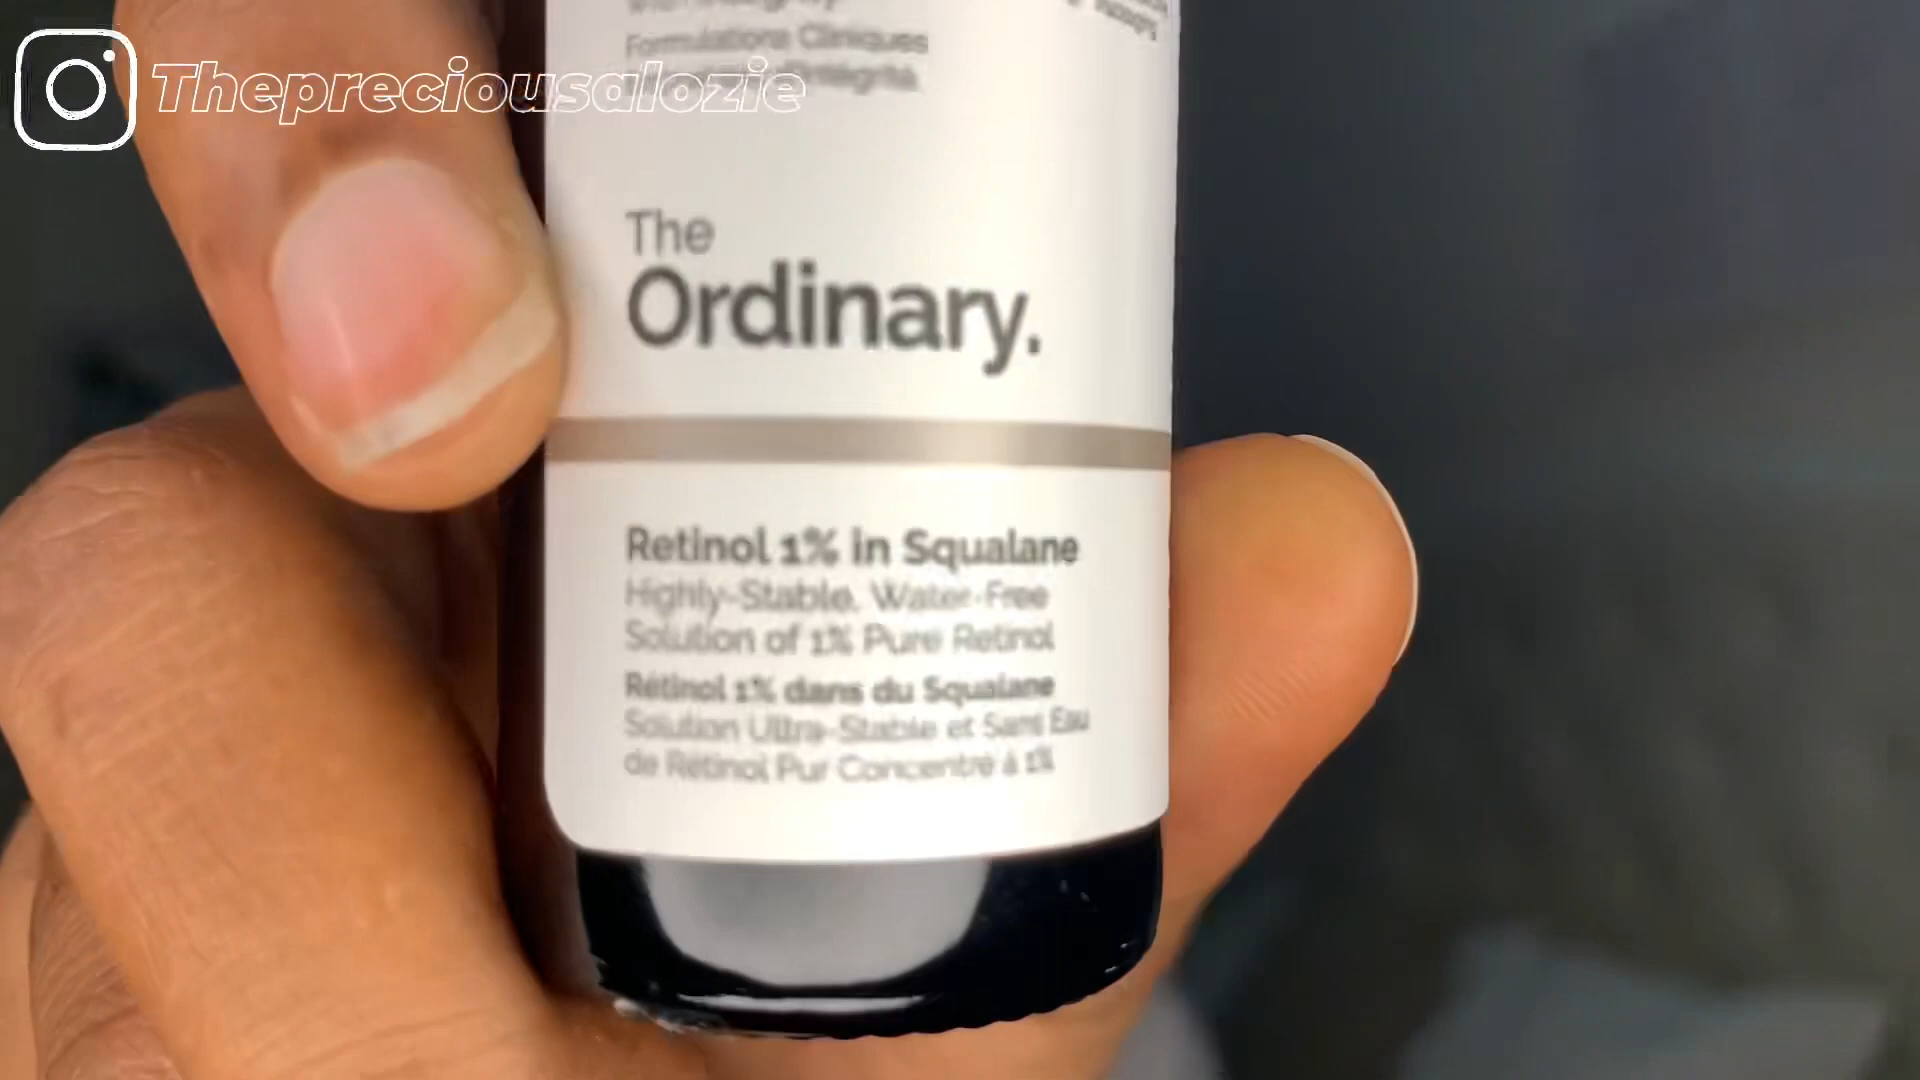 Formulations Cliniques
Thepreciousalozie
The
Ordinary.
Retinol 1% in Squalane
Highly-Stable, Water-Free
Solution of 1% Pure Retinol
Rétinol 1% dans du Squalane
Solution Ultra-Stable et Sans Eau
de Rétinol Pur Concentré à 1%